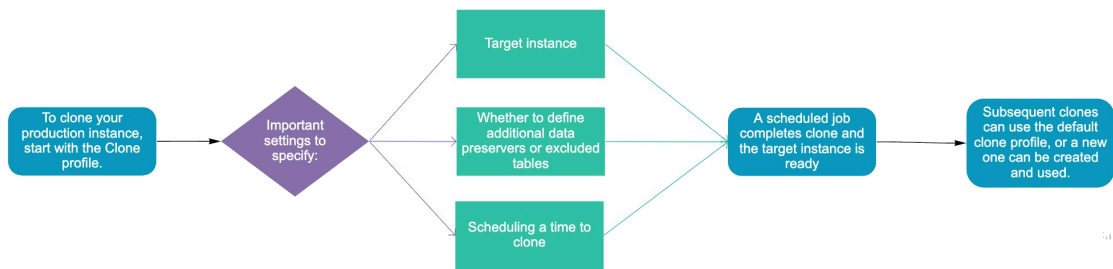 To clone your
production instance,
start with the Clone
profile.
Important
settings to
specify:
Target instance
Whether to define
additional data
preservers or excluded
tables
Scheduling a time to
clone
A scheduled job
completes clone and
the target instance is
ready
Subsequent clones
can use the default
clone profile, or a new
one can be created
and used.